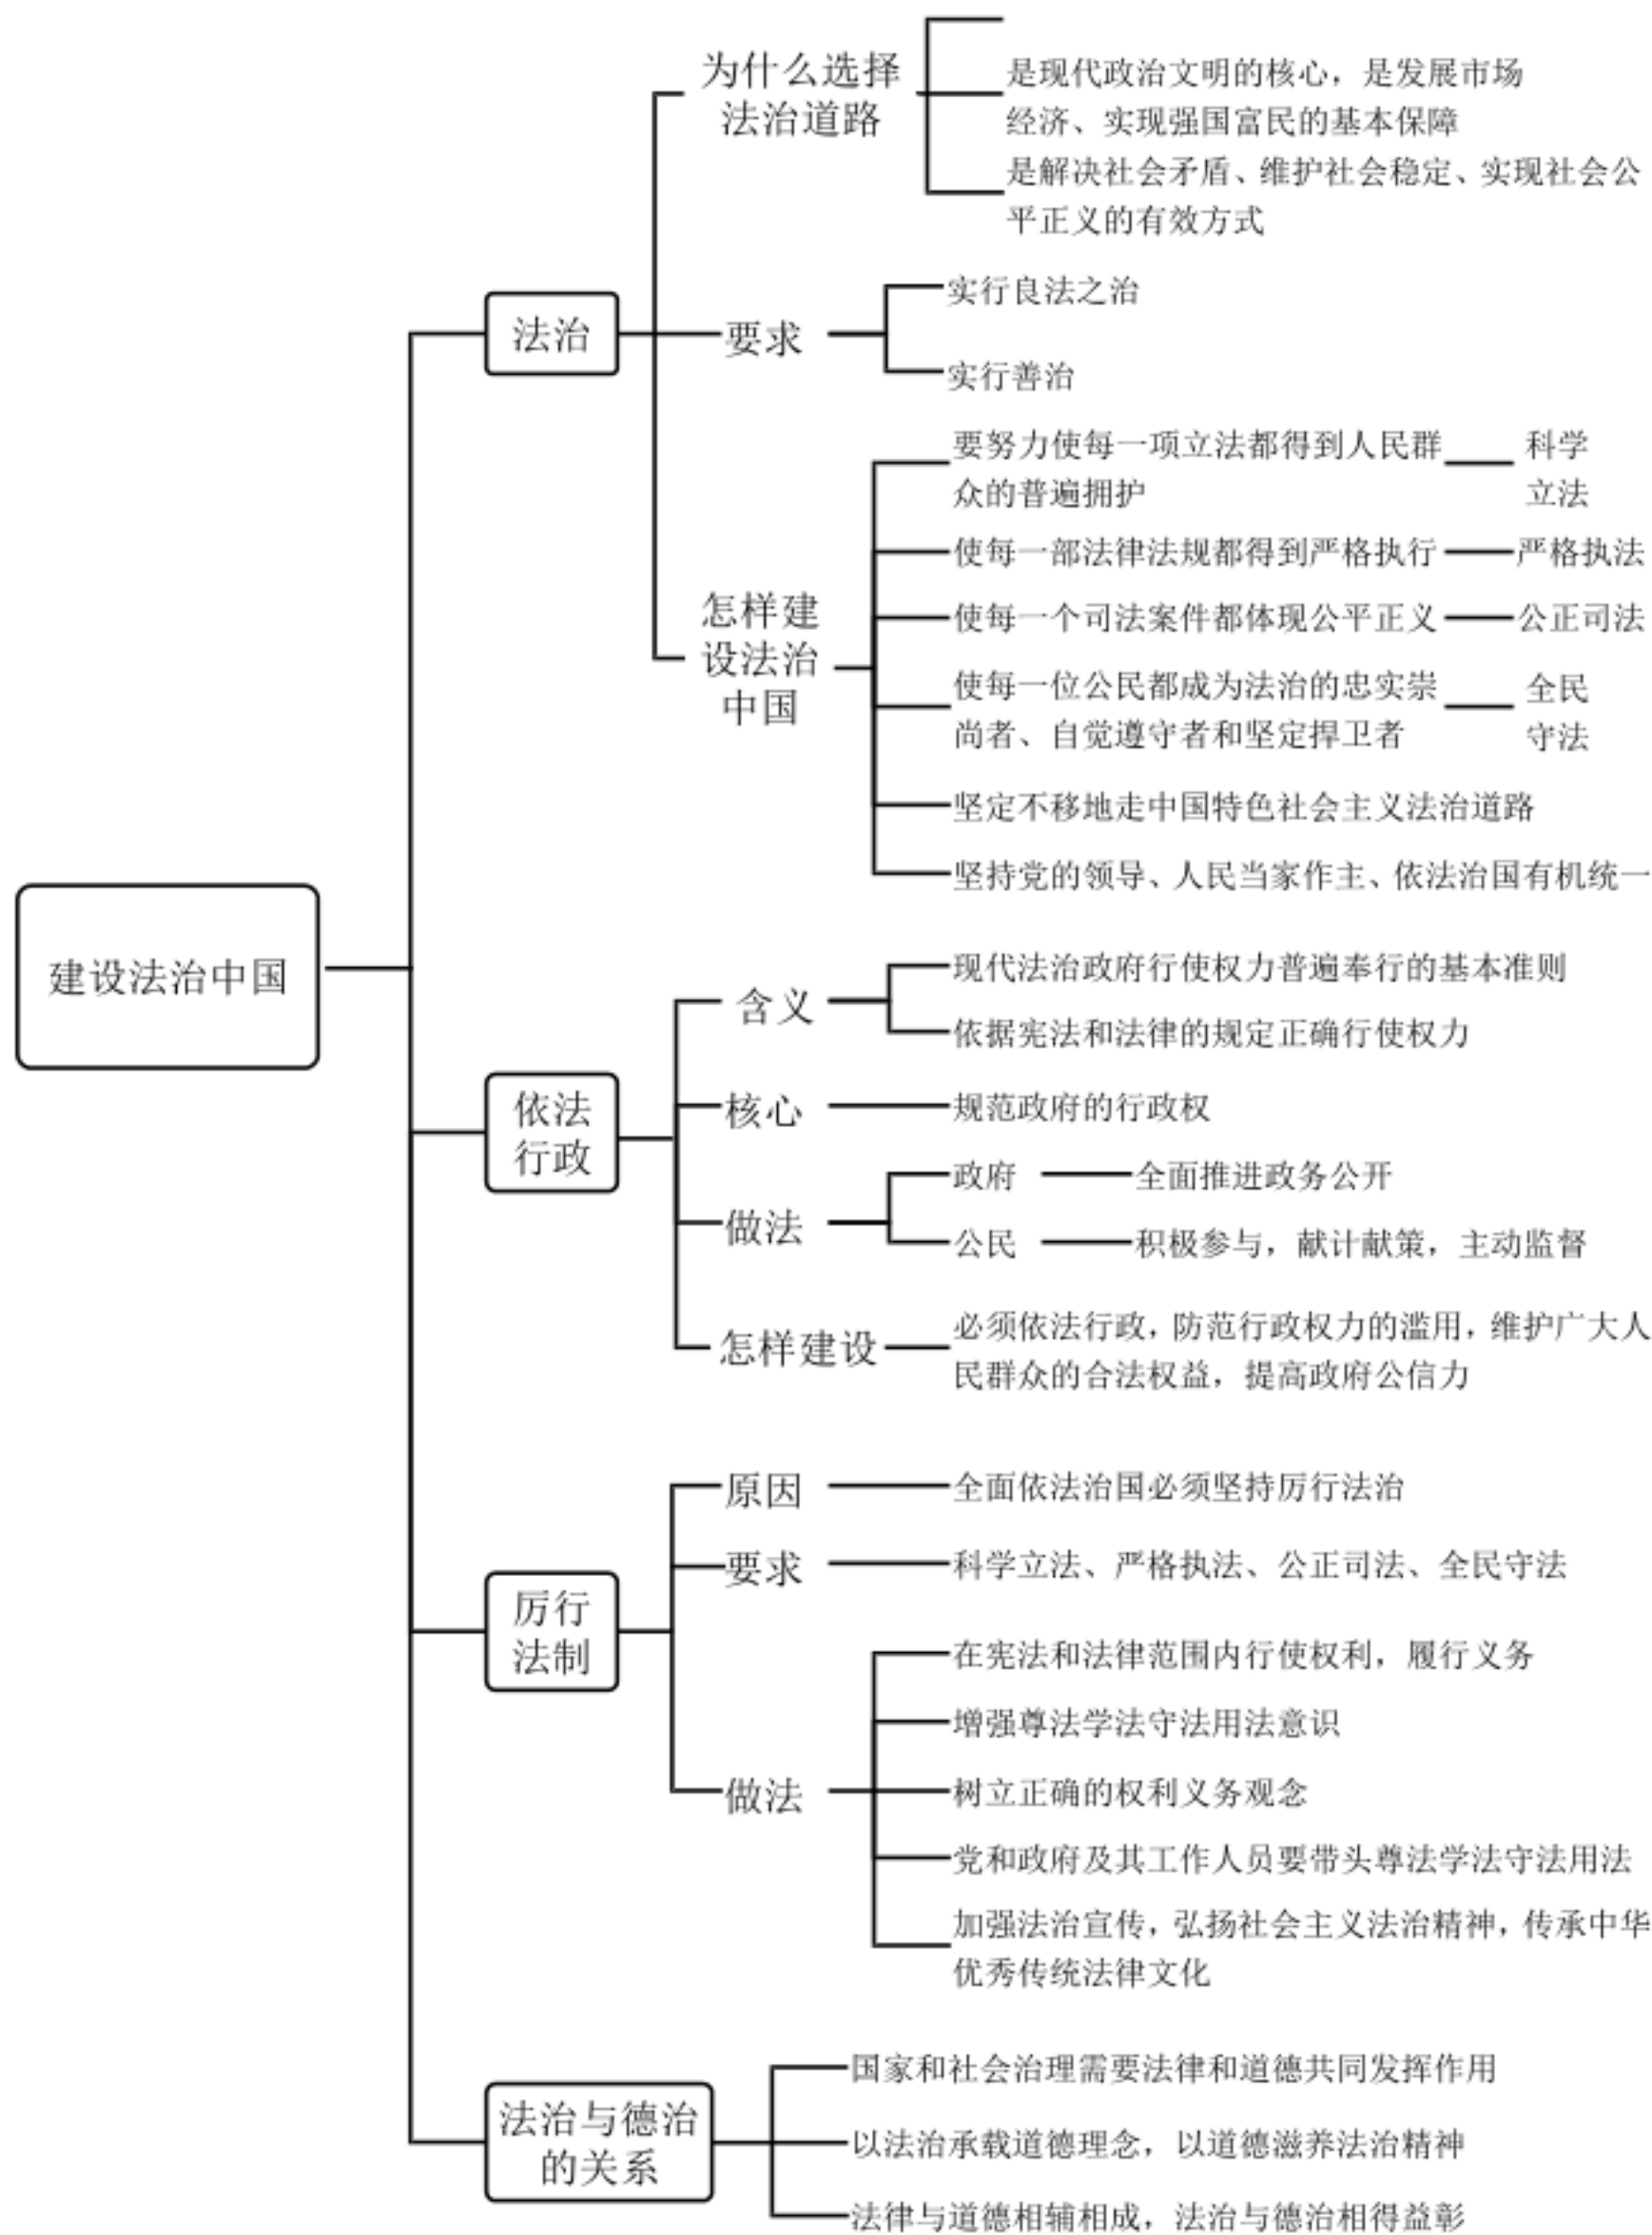 建设法治中国
法治
为什么选择
法治道路
是现代政治文明的核心，是发展市场
经济、实现强国富民的基本保障
是解决社会矛盾、维护社会稳定、实现社会公
平正义的有效方式
要求
实行良法之治
实行善治
怎样建
设法治
中国
要努力使每一项立法都得到人民群
众的普遍拥护
科学
立法
使每一部法律法规都得到严格执行
严格执法
使每一个司法案件都体现公平正义
公正司法
使每一位公民都成为法治的忠实崇
尚者、自觉遵守者和坚定捍卫者
全民
守法
坚定不移地走中国特色社会主义法治道路
坚持党的领导、人民当家作主、依法治国有机统一
依法
行政
含义
现代法治政府行使权力普遍奉行的基本准则
依据宪法和法律的规定正确行使权力
核心
规范政府的行政权
做法
政府
全面推进政务公开
公民
积极参与，献计献策，主动监督
怎样建设
必须依法行政，防范行政权力的滥用，维护广大人
民群众的合法权益，提高政府公信力
厉行
法制
原因
全面依法治国必须坚持厉行法治
要求
科学立法、严格执法、公正司法、全民守法
做法
在宪法和法律范围内行使权利，履行义务
增强尊法学法守法用法意识
树立正确的权利义务观念
党和政府及其工作人员要带头尊法学法守法用法
加强法治宣传，弘扬社会主义法治精神，传承中华
优秀传统法律文化
法治与德治
的关系
国家和社会治理需要法律和道德共同发挥作用
以法治承载道德理念，以道德滋养法治精神
法律与道德相辅相成，法治与德治相得益彰